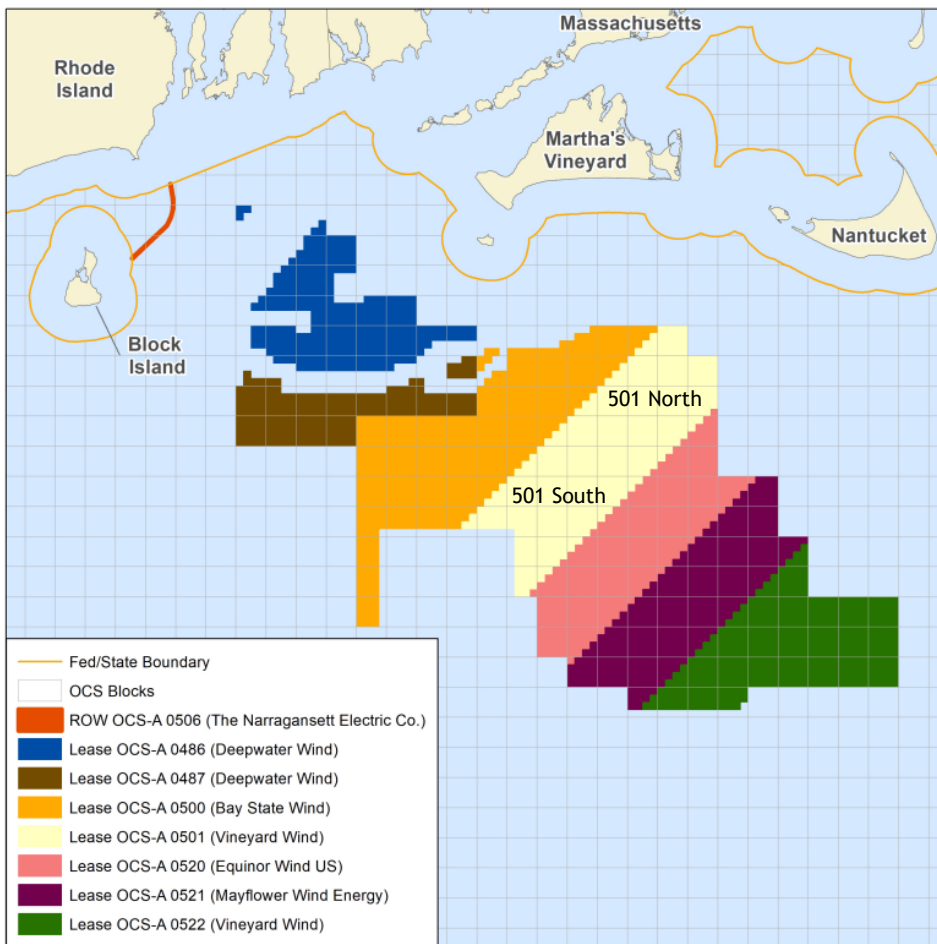 Massachusetts
Rhode
Island
Martha's
Vineyard
Nantucket
Block
Island
501 North
501 South
Fed/State Boundary
OCS Blocks
ROW OCS-A 0506 (The Narragansett Electric Co.)
Lease OCS-A 0486 (Deepwater Wind)
Lease OCS-A 0487 (Deepwater Wind)
Lease OCS-A 0500 (Bay State Wind)
Lease OCS-A 0501 (Vineyard Wind)
Lease OCS-A 0520 (Equinor Wind US)
Lease OCS-A 0521 (Mayflower Wind Energy)
Lease OCS-A 0522 (Vineyard Wind)